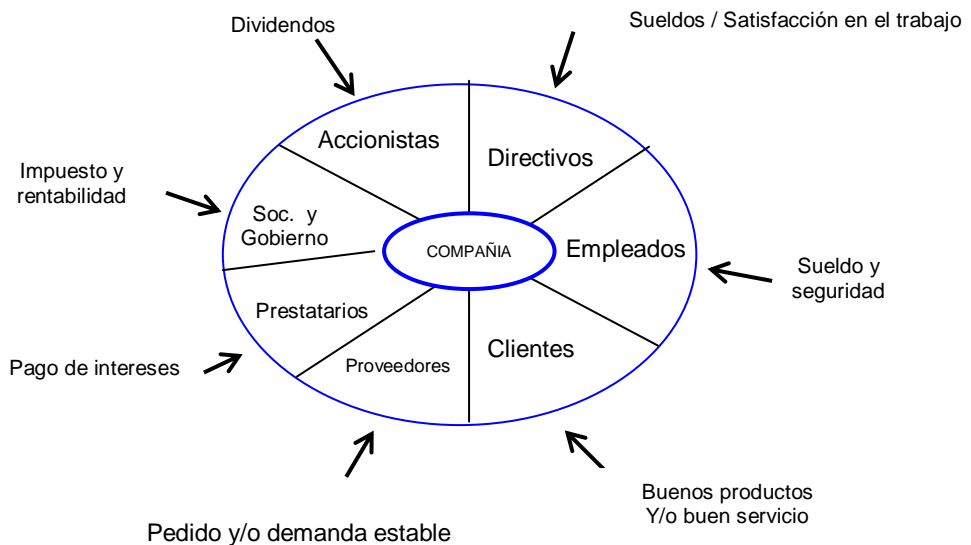 Dividendos
Sueldos / Satisfacción en el trabajo
Accionistas
Directivos
Impuesto y
rentabilidad
Soc. y
Gobierno
COMPAÑIA
Empleados
Sueldo y
seguridad
Prestatarios
Proveedores
Clientes
Pago de intereses
Buenos productos
Y/o buen servicio
Pedido y/o demanda estable